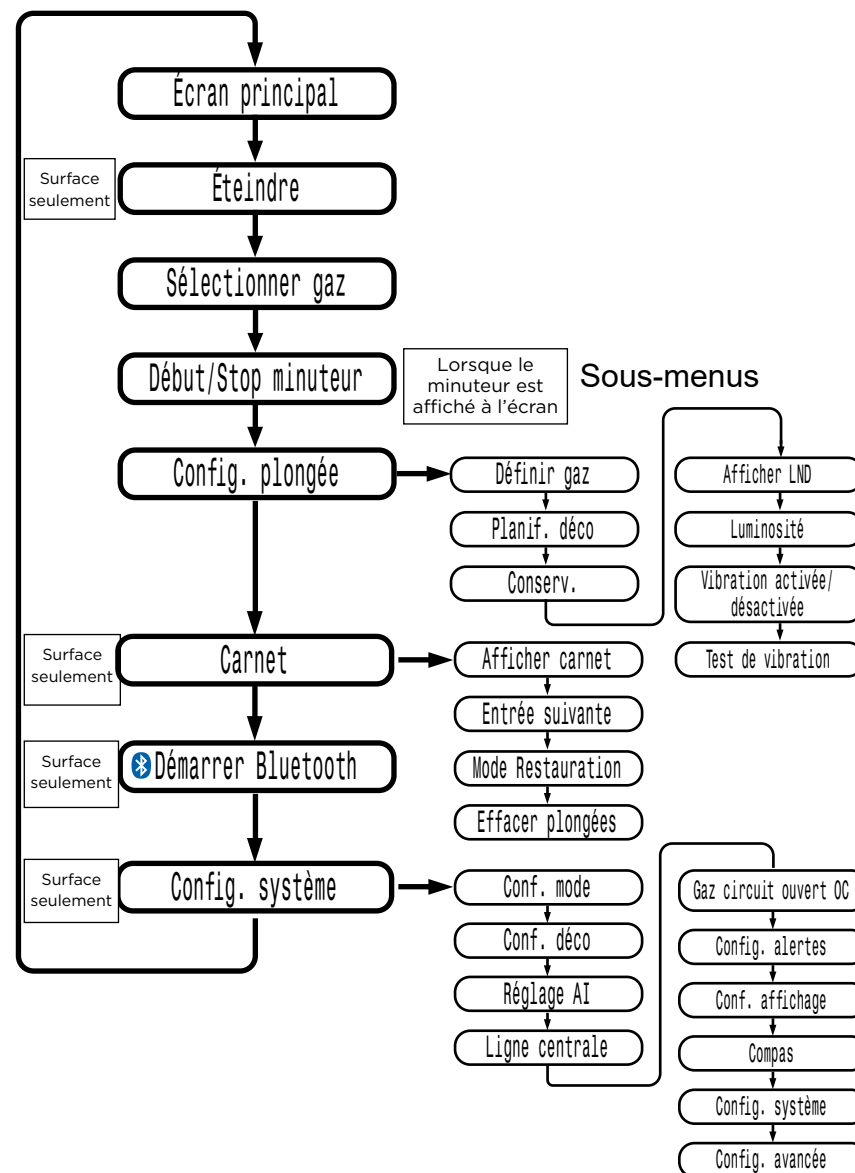 Écran principal
Surface
seulement
Éteindre
Sélectionner gaz
Début/Stop minuteur
Lorsque le
minuteur est
affiché à l'écran
Sous-menus
Config. plongée
Définir gaz
Planif. déco
Conserv.
Afficher LND
Luminosité
Vibration activée/
désactivée
Test de vibration
Surface
seulement
Carnet
Afficher carnet
Entrée suivante
Mode Restauration
Effacer plongées
Surface
seulement
Démarrer Bluetooth
Surface
seulement
Config. système
Conf. mode
Conf. déco
Réglage AI
Ligne centrale
Gaz circuit ouvert OC
Config. alertes
Conf. affichage
Compas
Config. système
Config. avancée